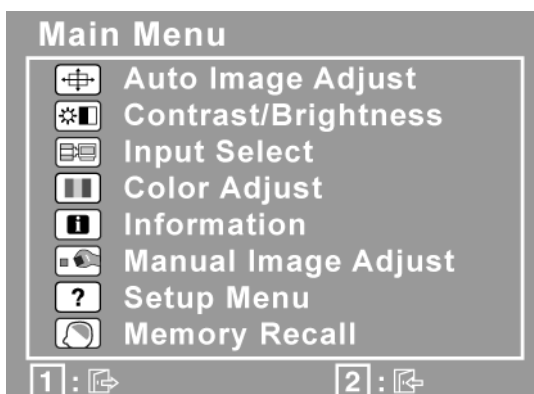 Main Menu
Auto Image Adjust
Contrast/Brightness
Input Select
Color Adjust
i Information
Manual Image Adjust
? Setup Menu
Memory Recall
1 : 2 :